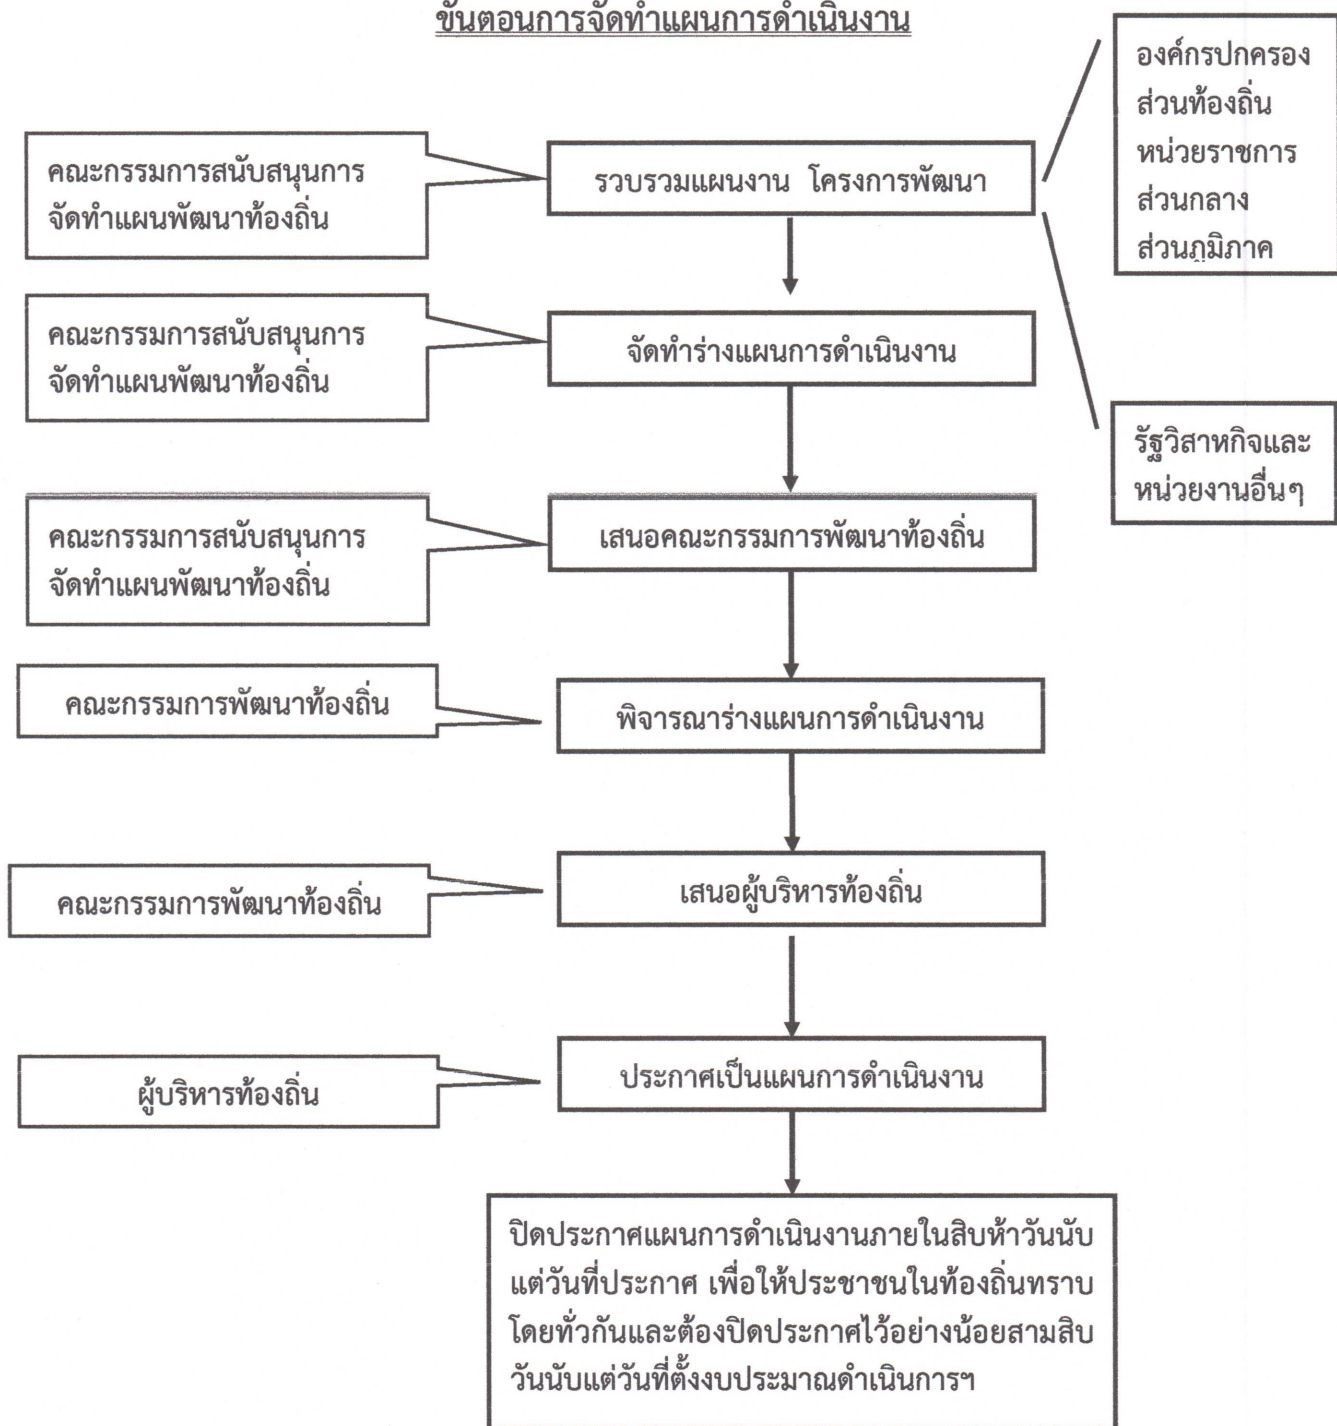 ขั้นตอนการจัดทำแผนการดำเนินงาน
องค์กรปกครอง
ส่วนท้องถิ่น
หน่วยราชการ
ส่วนกลาง
ส่วนภูมิภาค
คณะกรรมการสนับสนุนการ
จัดทำแผนพัฒนาท้องถิ่น
รวบรวมแผนงาน โครงการพัฒนา
คณะกรรมการสนับสนุนการ
จัดทำแผนพัฒนาท้องถิ่น
จัดทำร่างแผนการดำเนินงาน
รัฐวิสาหกิจและ
หน่วยงานอื่นๆ
คณะกรรมการสนับสนุนการ
จัดทำแผนพัฒนาท้องถิ่น
เสนอคณะกรรมการพัฒนาท้องถิ่น
คณะกรรมการพัฒนาท้องถิ่น
พิจารณาร่างแผนการดำเนินงาน
คณะกรรมการพัฒนาท้องถิ่น
เสนอผู้บริหารท้องถิ่น
ผู้บริหารท้องถิ่น
ประกาศเป็นแผนการดำเนินงาน
ปิดประกาศแผนการดำเนินงานภายในสิบห้าวันนับ
แต่วันที่ประกาศ เพื่อให้ประชาชนในท้องถิ่นทราบ
โดยทั่วกันและต้องปิดประกาศไว้อย่างน้อยสามสิบ
วันนับแต่วันที่ตั้งงบประมาณดำเนินการฯ